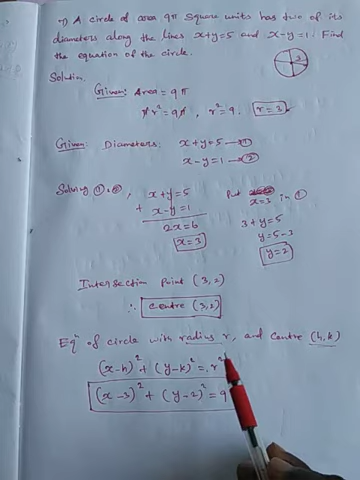 A circle of area 9π square units has two of its
diameters along the lines x+y=5 and x-y=1. Find
the equation of the circle.
Solution
Given: Area = 9π
πr²=9π, r²=9. r=3
Given: Diameters: x+y=5 —①
x-y=1 —②
Solving ①&②, x+y=5
+ x-y=1
2x=6
x=3
Put x=3 in ①
3+y=5
y=5-3
y=2
Intersection Point (3,2)
∴ Centre (3,2)
Eqⁿ of circle with radius r, and centre (h,k)
(x-h)² + (y-k)² = r²
(x-3)² + (y-2)² = 9